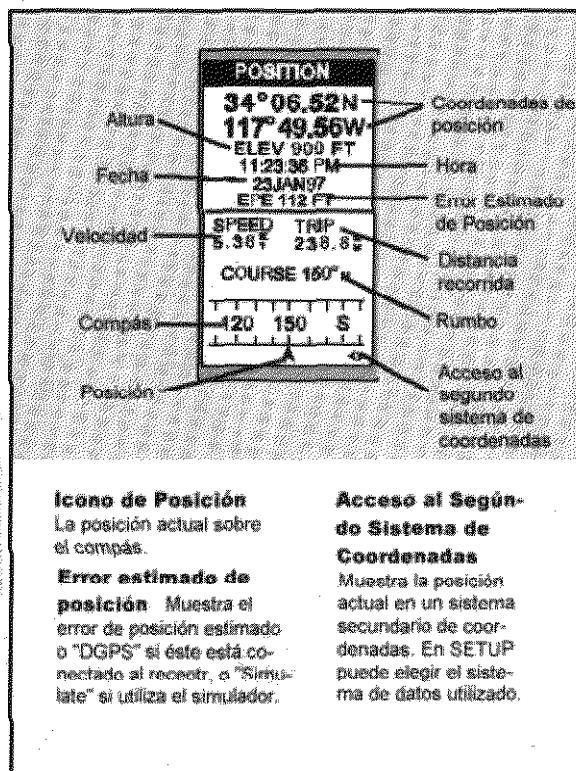 POSITION
34°06.52N
117°49.56W
ELEV 900 FT
11:23:36 PM
23JAN97
EPE 112 FT
SPEED TRIP
COURSE 150° M
120 150 S
Altura
Fecha
Velocidad
Compás
Posición
Coordenadas de
posición
Hora
Error Estimado
de Posición
Distancia
recorrida
Rumbo
Acceso al
segundo
sistema de
coordenadas
Icono de Posición
La posición actual sobre
el compás.
Error estimado de
posición Muestra el
error de posición estimado
o "DGPS" si éste está co-
nectado al receotr, o "Simu-
late" si utiliza el simulador.
Acceso al Según-
do Sistema de
Coordenadas
Muestra la posición
actual en un sistema
secundario de coor-
denadas. En SETUP
puede elegir el siste-
ma de datos utilizado.